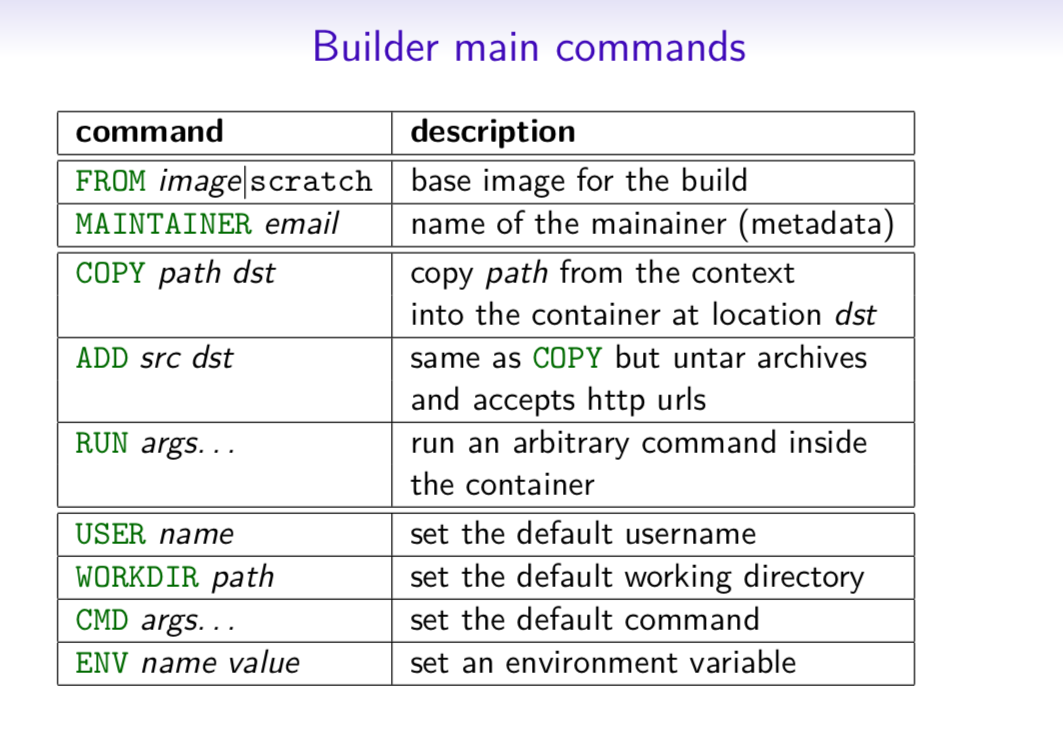 Builder main commands
command description
FROM image|scratch base image for the build
MAINTAINER email name of the mainainer (metadata)
COPY path dst copy path from the context
into the container at location dst
ADD src dst same as COPY but untar archives
and accepts http urls
RUN args... run an arbitrary command inside
the container
USER name set the default username
WORKDIR path set the default working directory
CMD args... set the default command
ENV name value set an environment variable